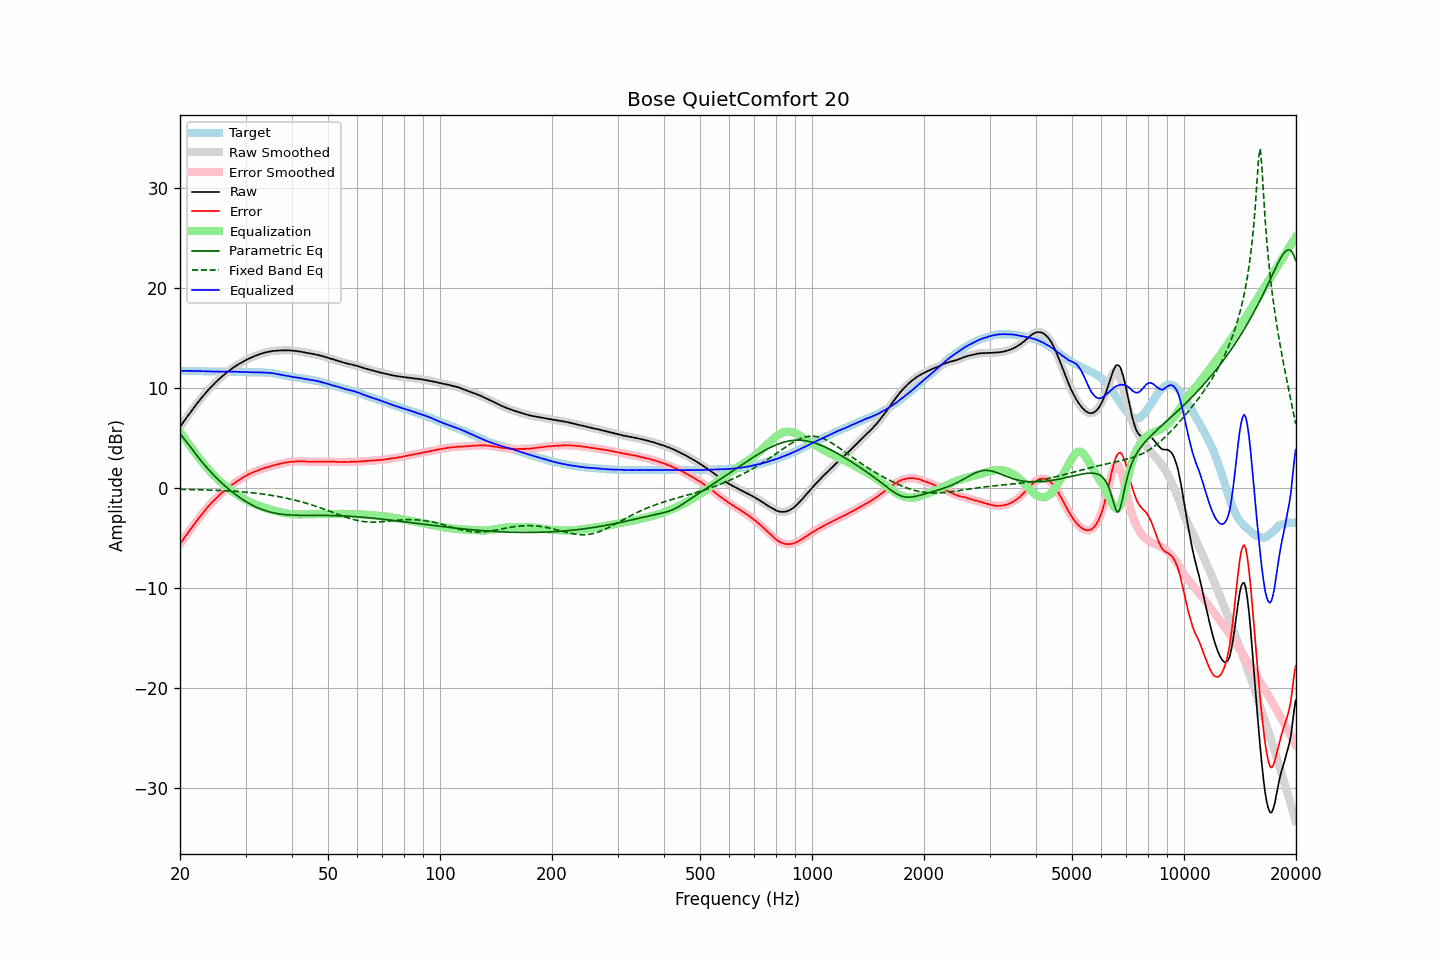 Bose QuietComfort 20
Target
Raw Smoothed
Error Smoothed
Raw
Error
Equalization
Parametric Eq
Fixed Band Eq
Equalized
30
20
10
0
−10
−20
−30
Amplitude (dBr)
20
50
100
200
500
1000
2000
5000
10000
20000
Frequency (Hz)